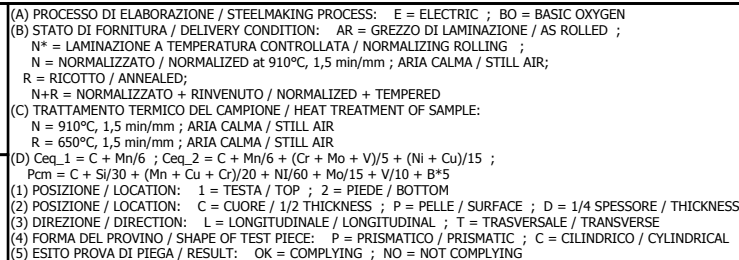 (A) PROCESSO DI ELABORAZIONE / STEELMAKING PROCESS: E = ELECTRIC ; BO = BASIC OXYGEN
(B) STATO DI FORNITURA / DELIVERY CONDITION: AR = GREZZO DI LAMINAZIONE / AS ROLLED ;
N* = LAMINAZIONE A TEMPERATURA CONTROLLATA / NORMALIZING ROLLING ;
N = NORMALIZZATO / NORMALIZED at 910°C, 1,5 min/mm ; ARIA CALMA / STILL AIR;
R = RICOTTO / ANNEALED;
N+R = NORMALIZZATO + RINVENUTO / NORMALIZED + TEMPERED
(C) TRATTAMENTO TERMICO DEL CAMPIONE / HEAT TREATMENT OF SAMPLE:
N = 910°C, 1,5 min/mm ; ARIA CALMA / STILL AIR
R = 650°C, 1,5 min/mm ; ARIA CALMA / STILL AIR
(D) Ceq_1 = C + Mn/6 ; Ceq_2 = C + Mn/6 + (Cr + Mo + V)/5 + (Ni + Cu)/15 ;
Pcm = C + Si/30 + (Mn + Cu + Cr)/20 + NI/60 + Mo/15 + V/10 + B*5
(1) POSIZIONE / LOCATION: 1 = TESTA / TOP ; 2 = PIEDE / BOTTOM
(2) POSIZIONE / LOCATION: C = CUORE / 1/2 THICKNESS ; P = PELLE / SURFACE ; D = 1/4 SPESSORE / THICKNESS
(3) DIREZIONE / DIRECTION: L = LONGITUDINALE / LONGITUDINAL ; T = TRASVERSALE / TRANSVERSE
(4) FORMA DEL PROVINO / SHAPE OF TEST PIECE: P = PRISMATICO / PRISMATIC ; C = CILINDRICO / CYLINDRICAL
(5) ESITO PROVA DI PIEGA / RESULT: OK = COMPLYING ; NO = NOT COMPLYING